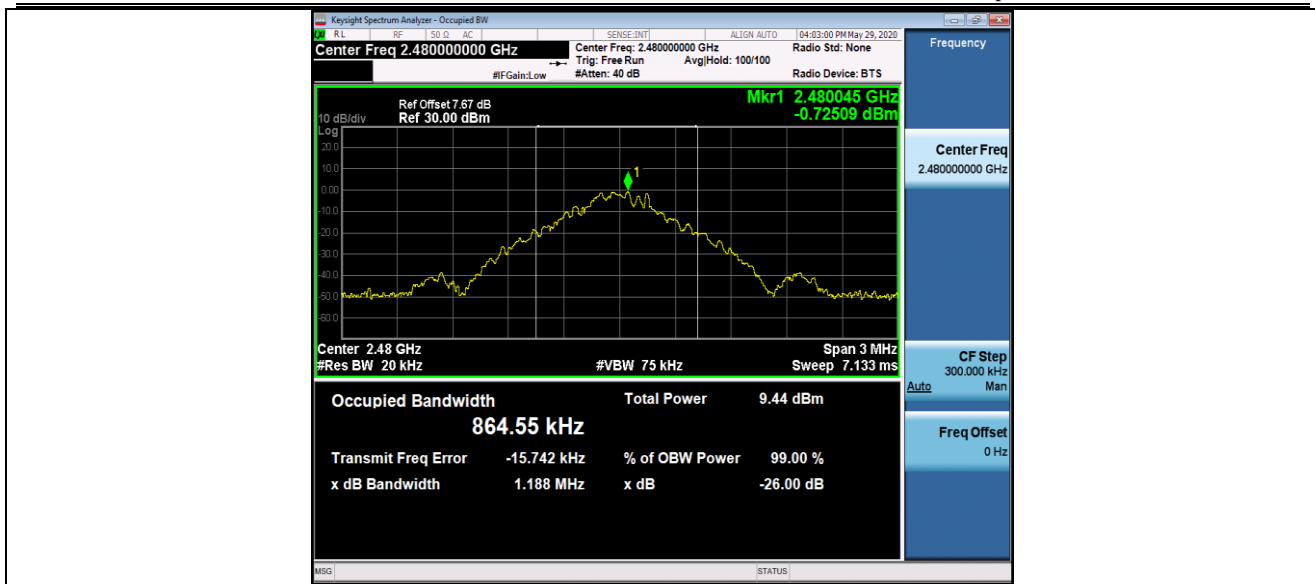 Keysight Spectrum Analyzer - Occupied BW
RL RF 50 Ω AC SENSE:INT ALIGN AUTO 04:03:00 PM May 29, 2020
Center Freq 2.480000000 GHz
Center Freq: 2.480000000 GHz Radio Std: None
Trig: Free Run Avg|Hold: 100/100
#IFGain:Low #Atten: 40 dB Radio Device: BTS
Frequency
Mkr1 2.480045 GHz
-0.72509 dBm
Ref Offset 7.67 dB
10 dB/div Ref 30.00 dBm
Log
20.0
10.0
0.00
-10.0
-20.0
-30.0
-40.0
-50.0
-60.0
1
Center 2.48 GHz Span 3 MHz
#Res BW 20 kHz #VBW 75 kHz Sweep 7.133 ms
Occupied Bandwidth Total Power 9.44 dBm
864.55 kHz
Transmit Freq Error -15.742 kHz % of OBW Power 99.00 %
x dB Bandwidth 1.188 MHz x dB -26.00 dB
Center Freq
2.480000000 GHz
CF Step
300.000 kHz
Auto Man
Freq Offset
0 Hz
MSG STATUS